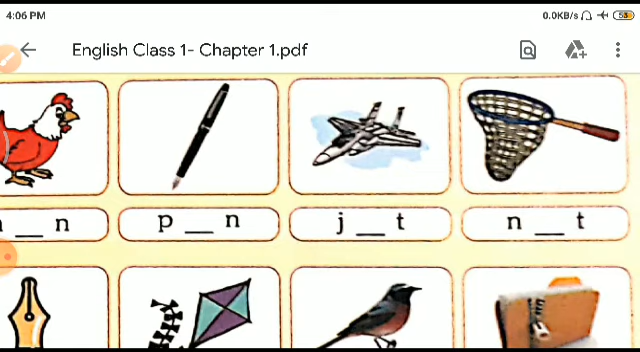 4:06 PM 0.0KB/s 53
English Class 1- Chapter 1.pdf
__ n
p __ n
j __ t
n __ t